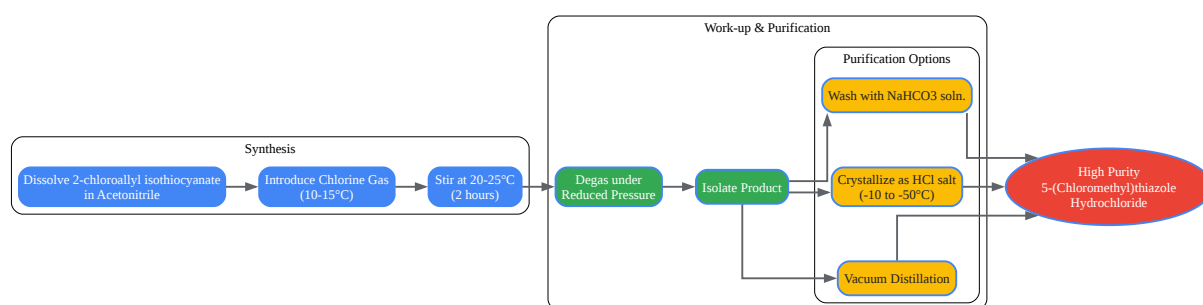 Work-up & Purification
Purification Options
Wash with NaHCO3 soln.
Synthesis
Dissolve 2-chloroallyl isothiocyanate
in Acetonitrile
Introduce Chlorine Gas
(10-15°C)
Stir at 20-25°C
(2 hours)
Degas under
Reduced Pressure
Isolate Product
Crystallize as HCl salt
(-10 to -50°C)
High Purity
5-(Chloromethyl)thiazole
Hydrochloride
Vacuum Distillation